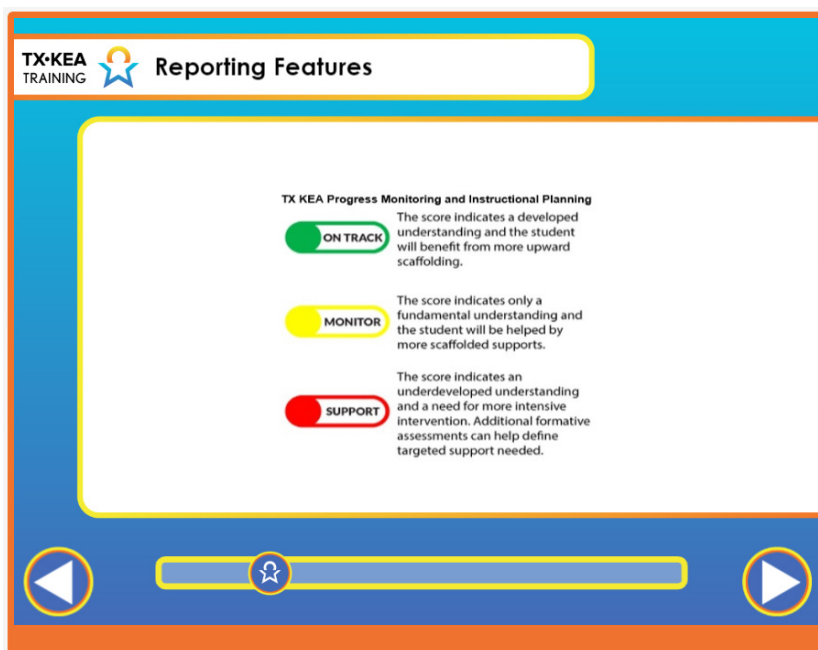 TX•KEA
TRAINING
Reporting Features
TX KEA Progress Monitoring and Instructional Planning
ON TRACK
The score indicates a developed
understanding and the student
will benefit from more upward
scaffolding.
MONITOR
The score indicates only a
fundamental understanding and
the student will be helped by
more scaffolded supports.
SUPPORT
The score indicates an
underdeveloped understanding
and a need for more intensive
intervention. Additional formative
assessments can help define
targeted support needed.